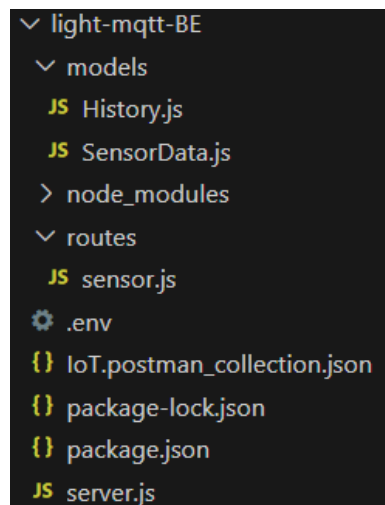 light-mqtt-BE
models
JS History.js
JS SensorData.js
node_modules
routes
JS sensor.js
.env
{} IoT.postman_collection.json
{} package-lock.json
{} package.json
JS server.js